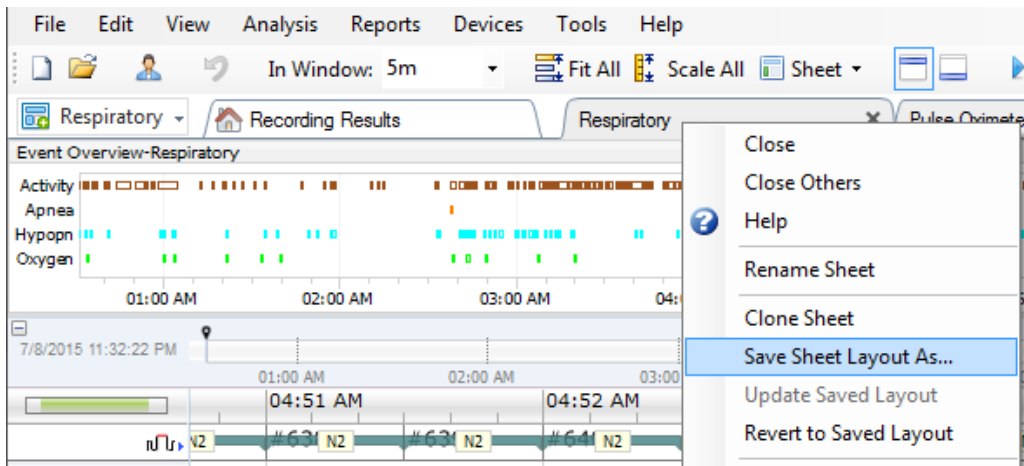 File Edit View Analysis Reports Devices Tools Help
In Window: 5m Fit All Scale All Sheet
Respiratory Recording Results Respiratory Pulse Oximete
Event Overview-Respiratory
Activity
Apnea
Hypopn
Oxygen
01:00 AM 02:00 AM 03:00 AM 04:
7/8/2015 11:32:22 PM
01:00 AM 02:00 AM 03:00
04:51 AM 04:52 AM
N2 N2 N2 N2
Close
Close Others
Help
Rename Sheet
Clone Sheet
Save Sheet Layout As...
Update Saved Layout
Revert to Saved Layout